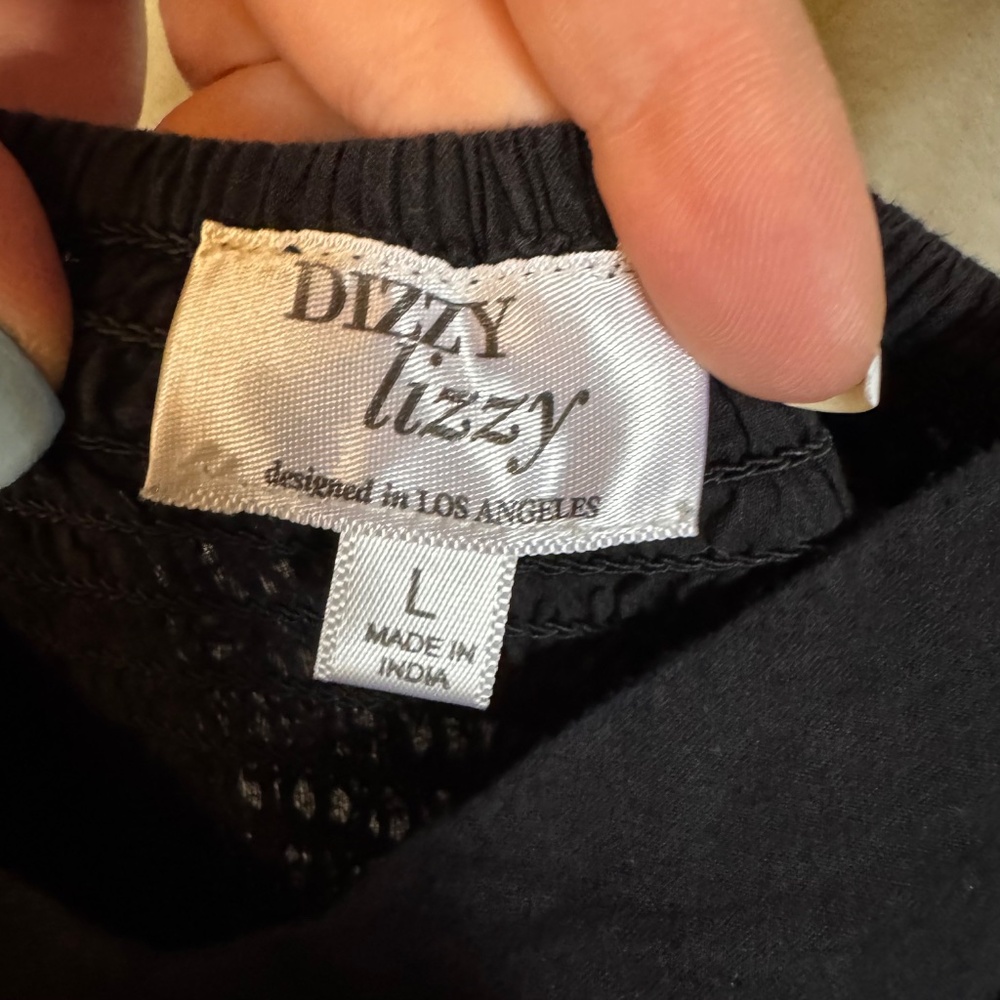 DIZZY
lizzy
designed in LOS ANGELES
L
MADE IN
INDIA